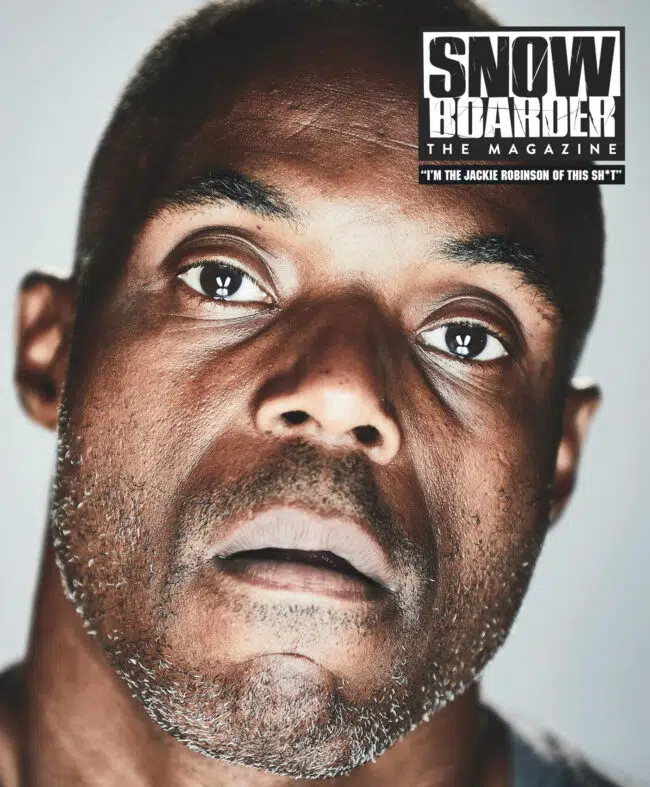 SNOW
BOARDER
THE MAGAZINE
“I’M THE JACKIE ROBINSON OF THIS SH*T”